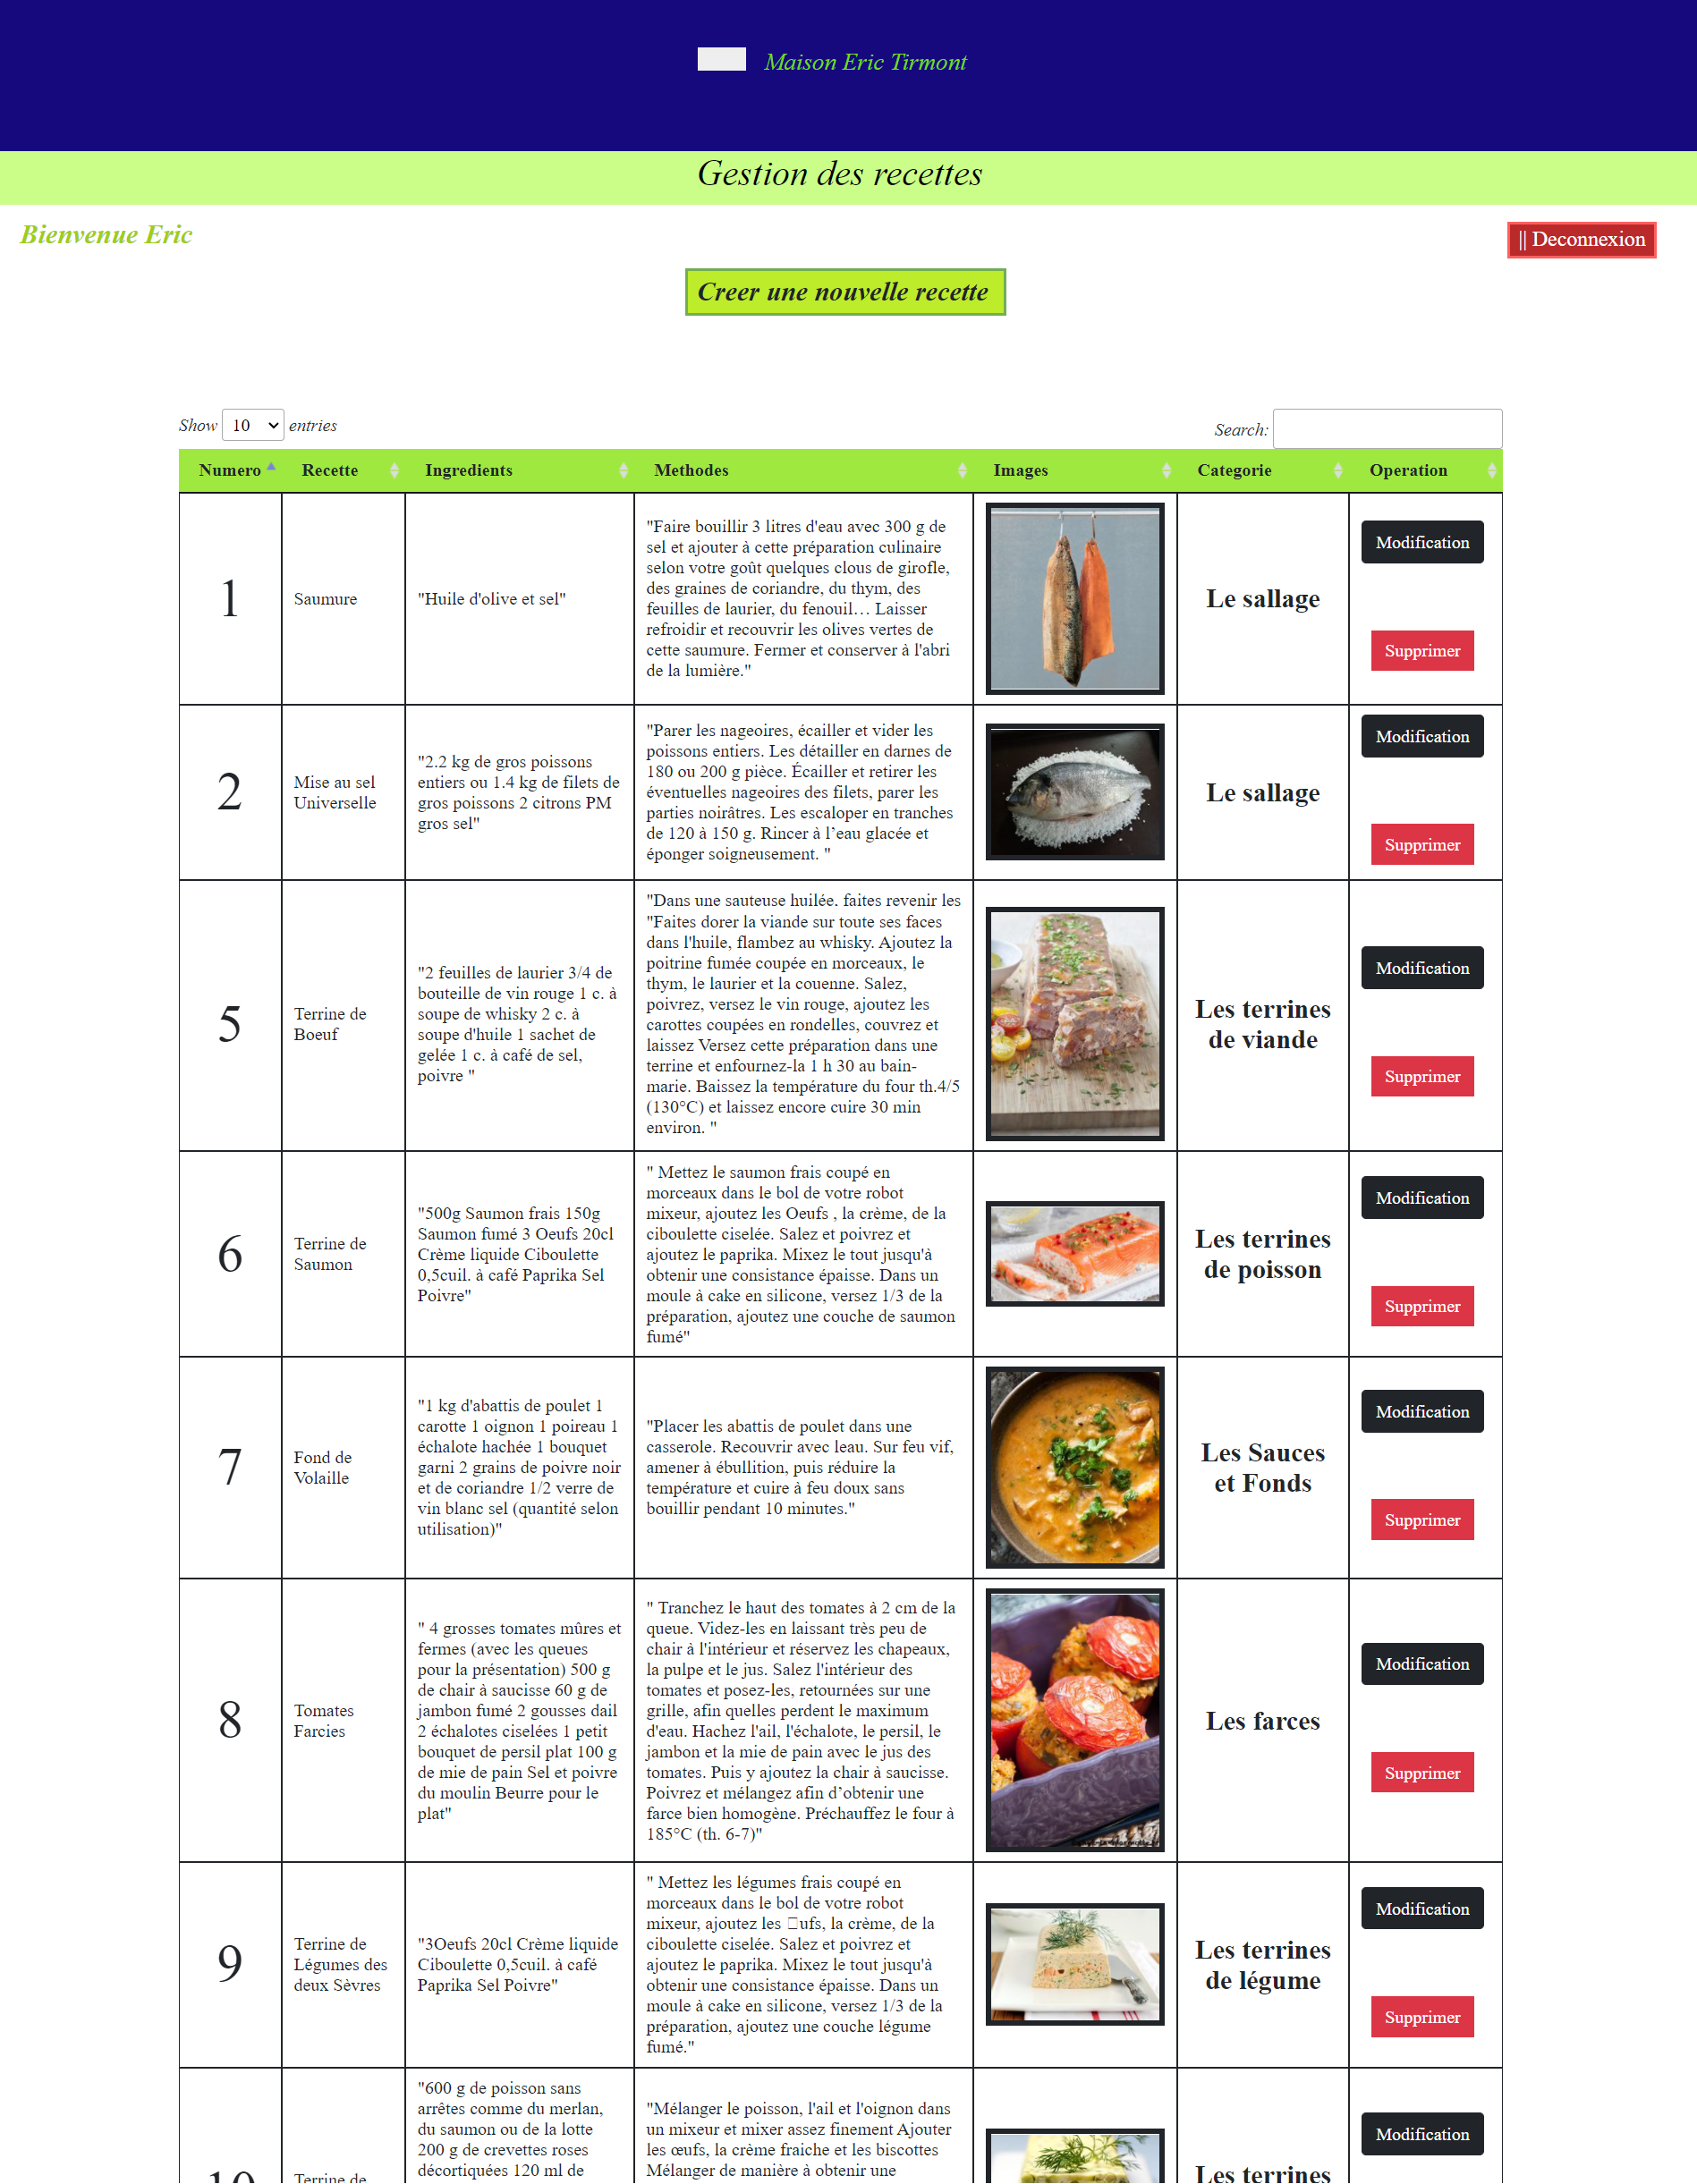 Maison Eric Tirmont
Gestion des recettes
Bienvenue Eric
|| Deconnexion
Creer une nouvelle recette
Show 10 entries
Search:
Numero Recette Ingredients Methodes Images Categorie Operation
1
Saumure
"Huile d'olive et sel"
"Faire bouillir 3 litres d'eau avec 300 g de
sel et ajouter à cette préparation culinaire
selon votre goût quelques clous de girofle,
des graines de coriandre, du thym, des
feuilles de laurier, du fenouil… Laisser
refroidir et recouvrir les olives vertes de
cette saumure. Fermer et conserver à l'abri
de la lumière."
Le sallage
Modification
Supprimer
2
Mise au sel
Universelle
"2.2 kg de gros poissons
entiers ou 1.4 kg de filets de
gros poissons 2 citrons PM
gros sel"
"Parer les nageoires, écailler et vider les
poissons entiers. Les détailler en darnes de
180 ou 200 g pièce. Écailler et retirer les
éventuelles nageoires des filets, parer les
parties noirâtres. Les escaloper en tranches
de 120 à 150 g. Rincer à l’eau glacée et
éponger soigneusement. "
Le sallage
Modification
Supprimer
5
Terrine de
Boeuf
"2 feuilles de laurier 3/4 de
bouteille de vin rouge 1 c. à
soupe de whisky 2 c. à
soupe d'huile 1 sachet de
gelée 1 c. à café de sel,
poivre "
"Dans une sauteuse huilée. faites revenir les
"Faites dorer la viande sur toute ses faces
dans l'huile, flambez au whisky. Ajoutez la
poitrine fumée coupée en morceaux, le
thym, le laurier et la couenne. Salez,
poivrez, versez le vin rouge, ajoutez les
carottes coupées en rondelles, couvrez et
laissez Versez cette préparation dans une
terrine et enfournez-la 1 h 30 au bain-
marie. Baissez la température du four th.4/5
(130°C) et laissez encore cuire 30 min
environ. "
Les terrines
de viande
Modification
Supprimer
6
Terrine de
Saumon
"500g Saumon frais 150g
Saumon fumé 3 Oeufs 20cl
Crème liquide Ciboulette
0,5cuil. à café Paprika Sel
Poivre"
" Mettez le saumon frais coupé en
morceaux dans le bol de votre robot
mixeur, ajoutez les Oeufs , la crème, de la
ciboulette ciselée. Salez et poivrez et
ajoutez le paprika. Mixez le tout jusqu'à
obtenir une consistance épaisse. Dans un
moule à cake en silicone, versez 1/3 de la
préparation, ajoutez une couche de saumon
fumé"
Les terrines
de poisson
Modification
Supprimer
7
Fond de
Volaille
"1 kg d'abattis de poulet 1
carotte 1 oignon 1 poireau 1
échalote hachée 1 bouquet
garni 2 grains de poivre noir
et de coriandre 1/2 verre de
vin blanc sel (quantité selon
utilisation)"
"Placer les abattis de poulet dans une
casserole. Recouvrir avec leau. Sur feu vif,
amener à ébullition, puis réduire la
température et cuire à feu doux sans
bouillir pendant 10 minutes."
Les Sauces
et Fonds
Modification
Supprimer
8
Tomates
Farcies
" 4 grosses tomates mûres et
fermes (avec les queues
pour la présentation) 500 g
de chair à saucisse 60 g de
jambon fumé 2 gousses dail
2 échalotes ciselées 1 petit
bouquet de persil plat 100 g
de mie de pain Sel et poivre
du moulin Beurre pour le
plat"
" Tranchez le haut des tomates à 2 cm de la
queue. Videz-les en laissant très peu de
chair à l'intérieur et réservez les chapeaux,
la pulpe et le jus. Salez l'intérieur des
tomates et posez-les, retournées sur une
grille, afin quelles perdent le maximum
d'eau. Hachez l'ail, l'échalote, le persil, le
jambon et la mie de pain avec le jus des
tomates. Puis y ajoutez la chair à saucisse.
Poivrez et mélangez afin d’obtenir une
farce bien homogène. Préchauffez le four à
185°C (th. 6-7)"
Les farces
Modification
Supprimer
9
Terrine de
Légumes des
deux Sèvres
"3Oeufs 20cl Crème liquide
Ciboulette 0,5cuil. à café
Paprika Sel Poivre"
" Mettez les légumes frais coupé en
morceaux dans le bol de votre robot
mixeur, ajoutez les ufs, la crème, de la
ciboulette ciselée. Salez et poivrez et
ajoutez le paprika. Mixez le tout jusqu'à
obtenir une consistance épaisse. Dans un
moule à cake en silicone, versez 1/3 de la
préparation, ajoutez une couche légume
fumé."
Les terrines
de légume
Modification
Supprimer
10
Terrine de
"600 g de poisson sans
arrêtes comme du merlan,
du saumon ou de la lotte
200 g de crevettes roses
décortiquées 120 ml de
"Mélanger le poisson, l'ail et l'oignon dans
un mixeur et mixer assez finement Ajouter
les œufs, la crème fraiche et les biscottes
Mélanger de manière à obtenir une
Les terrines
Modification